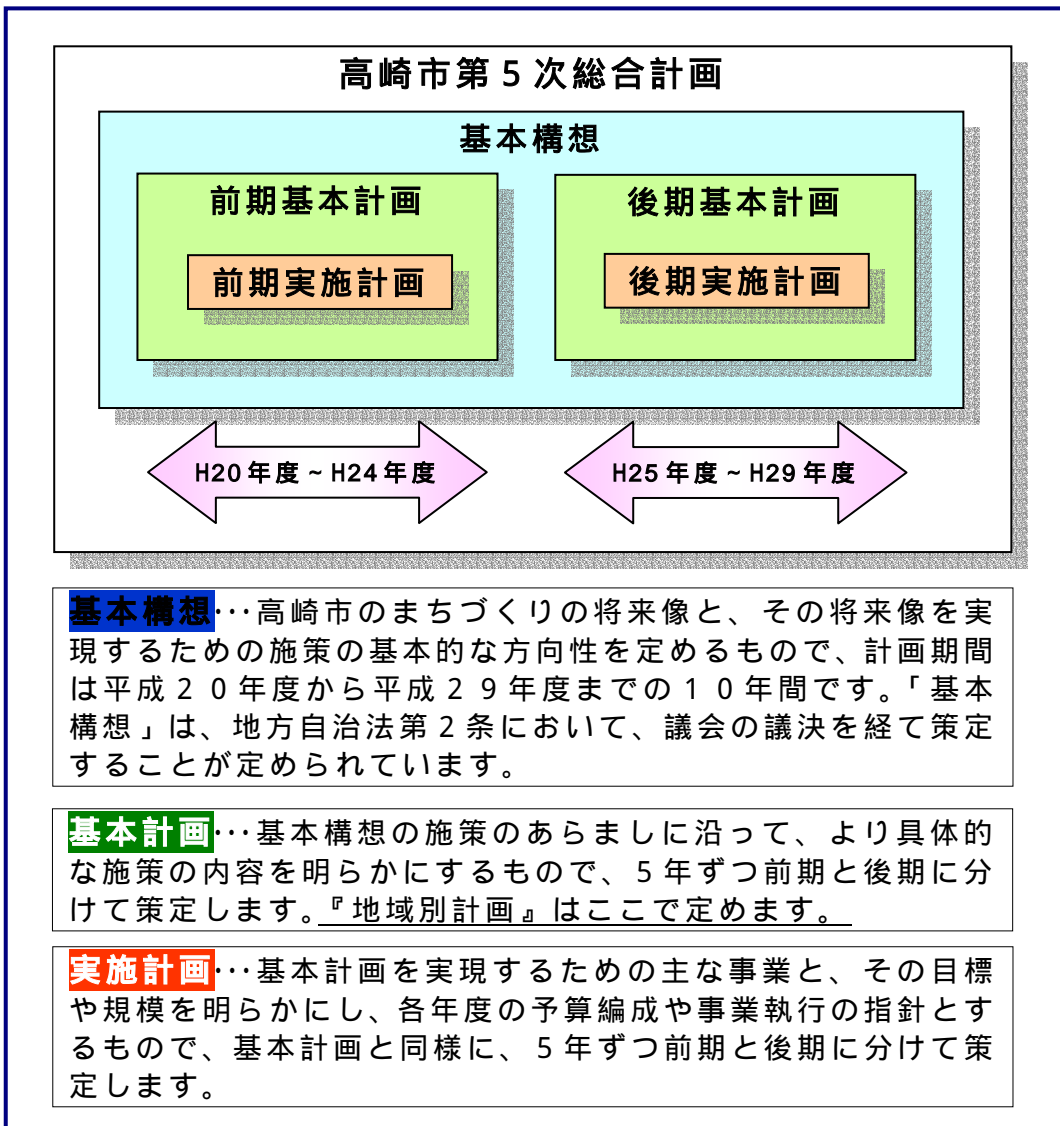 高崎市第５次総合計画
基本構想
前期基本計画
後期基本計画
前期実施計画
後期実施計画
H20年度～H24年度
H25年度～H29年度
基本構想…高崎市のまちづくりの将来像と、その将来像を実
現するための施策の基本的な方向性を定めるもので、計画期間
は平成２０年度から平成２９年度までの１０年間です。「基本
構想」は、地方自治法第２条において、議会の議決を経て策定
することが定められています。
基本計画…基本構想の施策のあらましに沿って、より具体的
な施策の内容を明らかにするもので、５年ずつ前期と後期に分
けて策定します。『地域別計画』はここで定めます。
実施計画…基本計画を実現するための主な事業と、その目標
や規模を明らかにし、各年度の予算編成や事業執行の指針とす
るもので、基本計画と同様に、５年ずつ前期と後期に分けて策
定します。